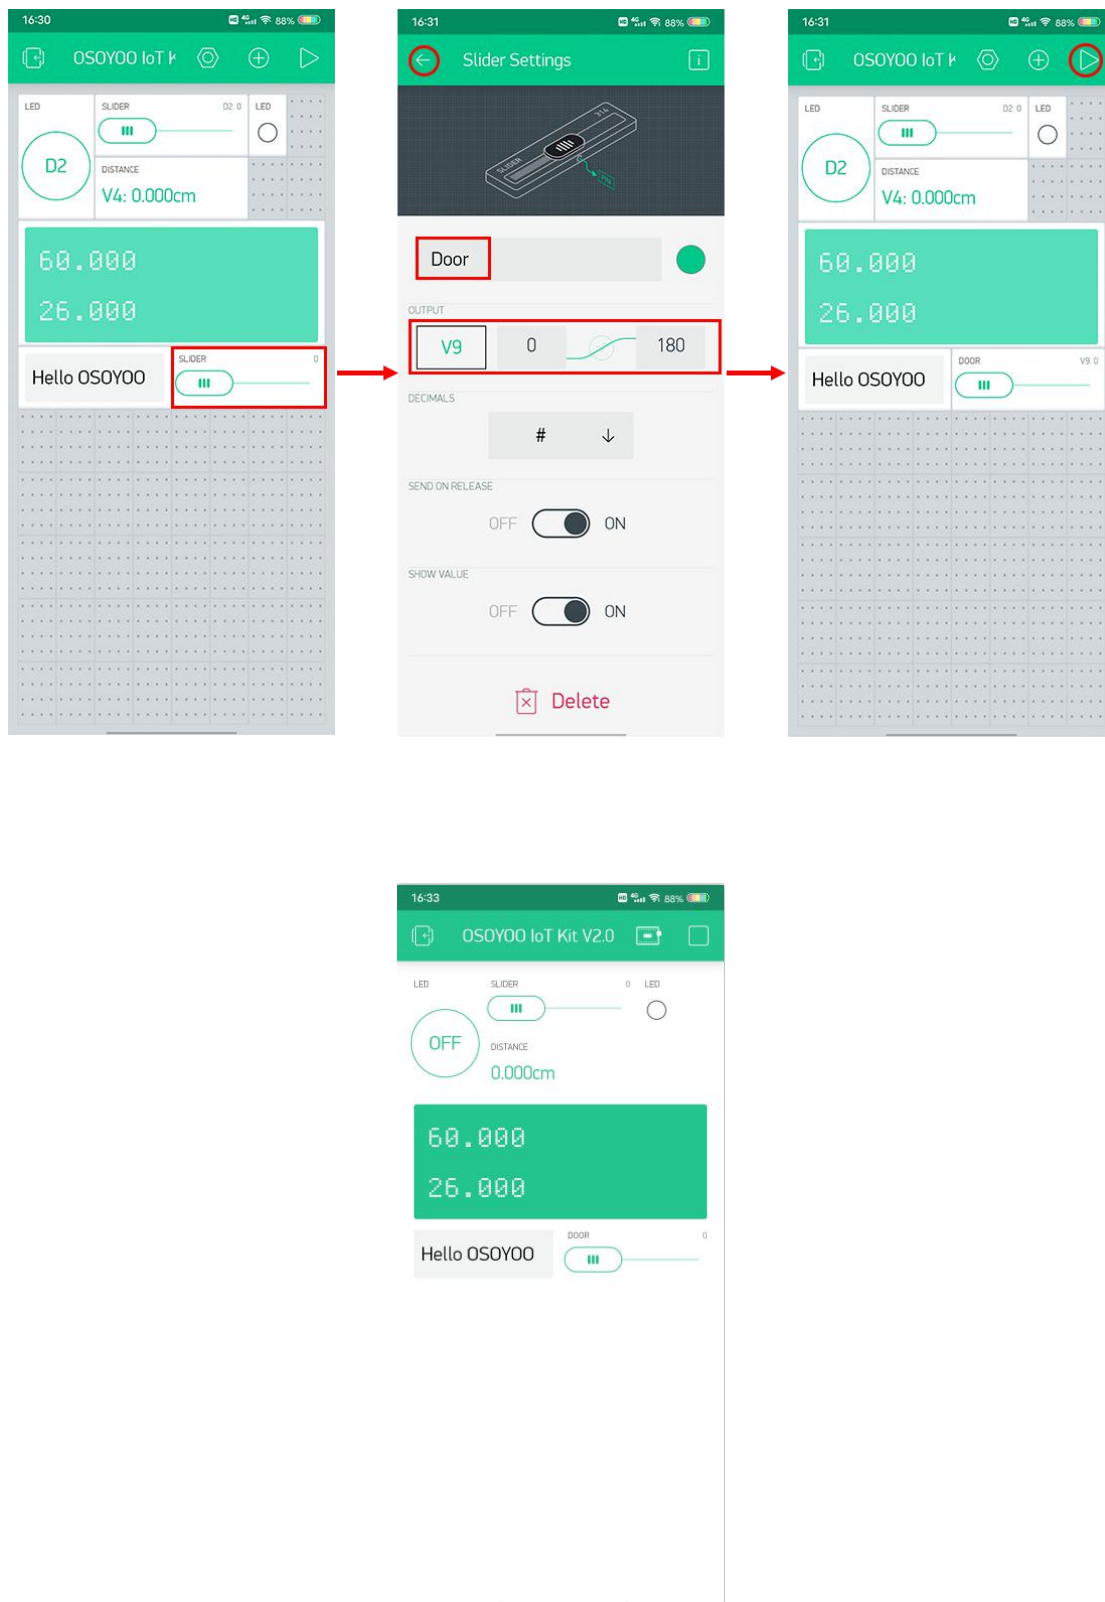 16:30
88%
OSOYOO IoT K
LED
SLIDER
D2 0
LED
D2
DISTANCE
V4: 0.000cm
60.000
26.000
Hello OSOYOO
SLIDER
0
16:31
88%
Slider Settings
i
SLIDER
314
Door
OUTPUT
V9
0
180
DECIMALS
#
SEND ON RELEASE
OFF
ON
SHOW VALUE
OFF
ON
Delete
16:31
88%
OSOYOO IoT K
LED
SLIDER
D2 0
LED
D2
DISTANCE
V4: 0.000cm
60.000
26.000
Hello OSOYOO
DOOR
V9 0
16:33
88%
OSOYOO IoT Kit V2.0
LED
SLIDER
0
LED
OFF
DISTANCE
0.000cm
60.000
26.000
Hello OSOYOO
DOOR
0